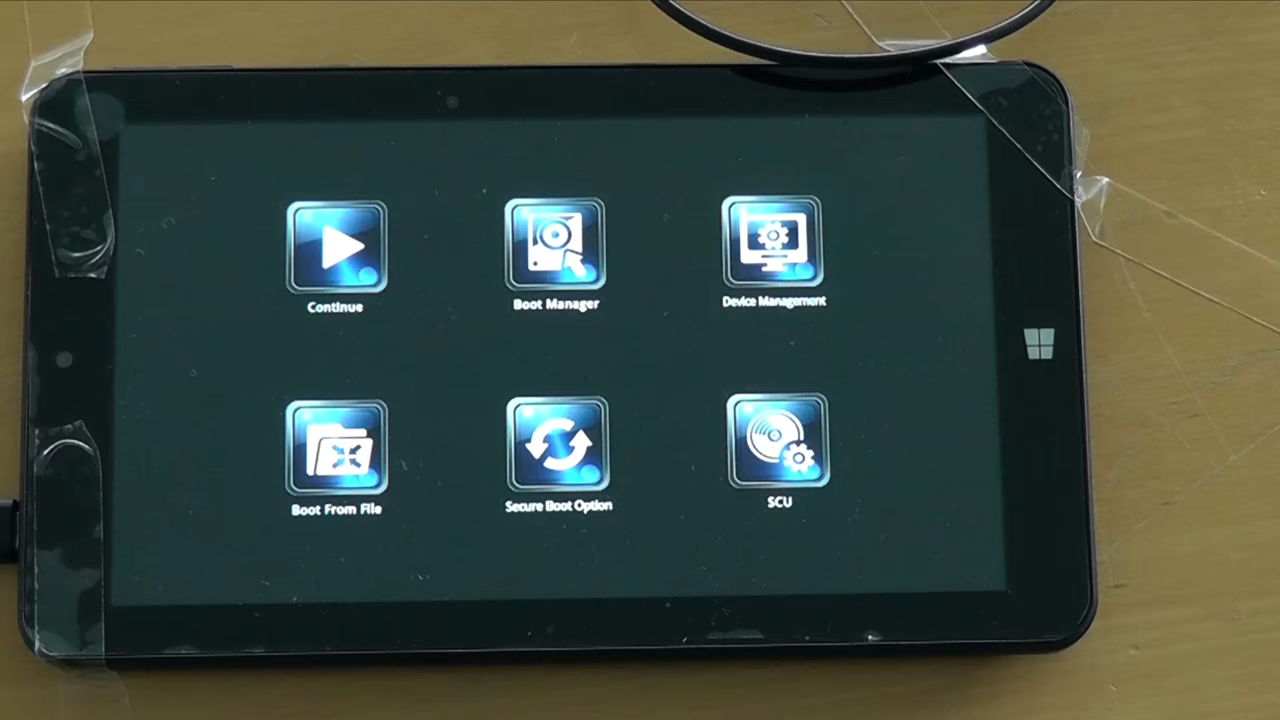 Continue
Boot Manager
Device Management
Boot From File
Secure Boot Option
SCU